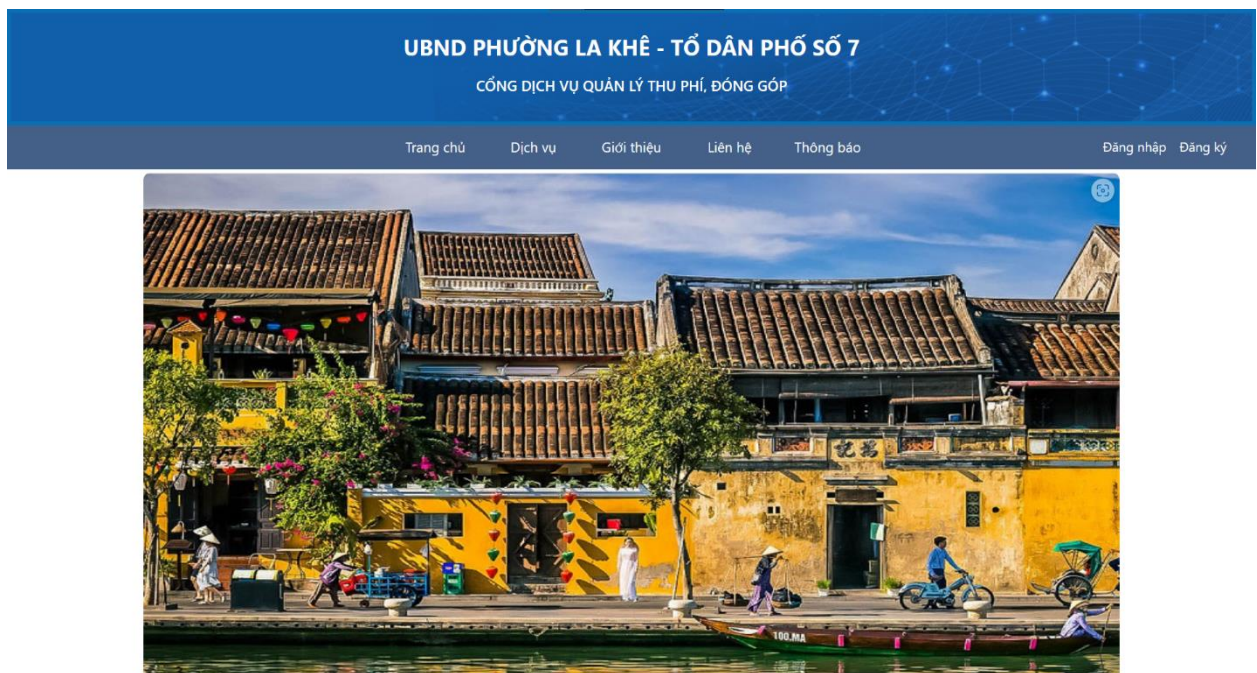 UBND PHƯỜNG LA KHÊ - TỔ DÂN PHỐ SỐ 7
CỔNG DỊCH VỤ QUẢN LÝ THU PHÍ, ĐÓNG GÓP
Trang chủ Dịch vụ Giới thiệu Liên hệ Thông báo Đăng nhập Đăng ký
100.MA